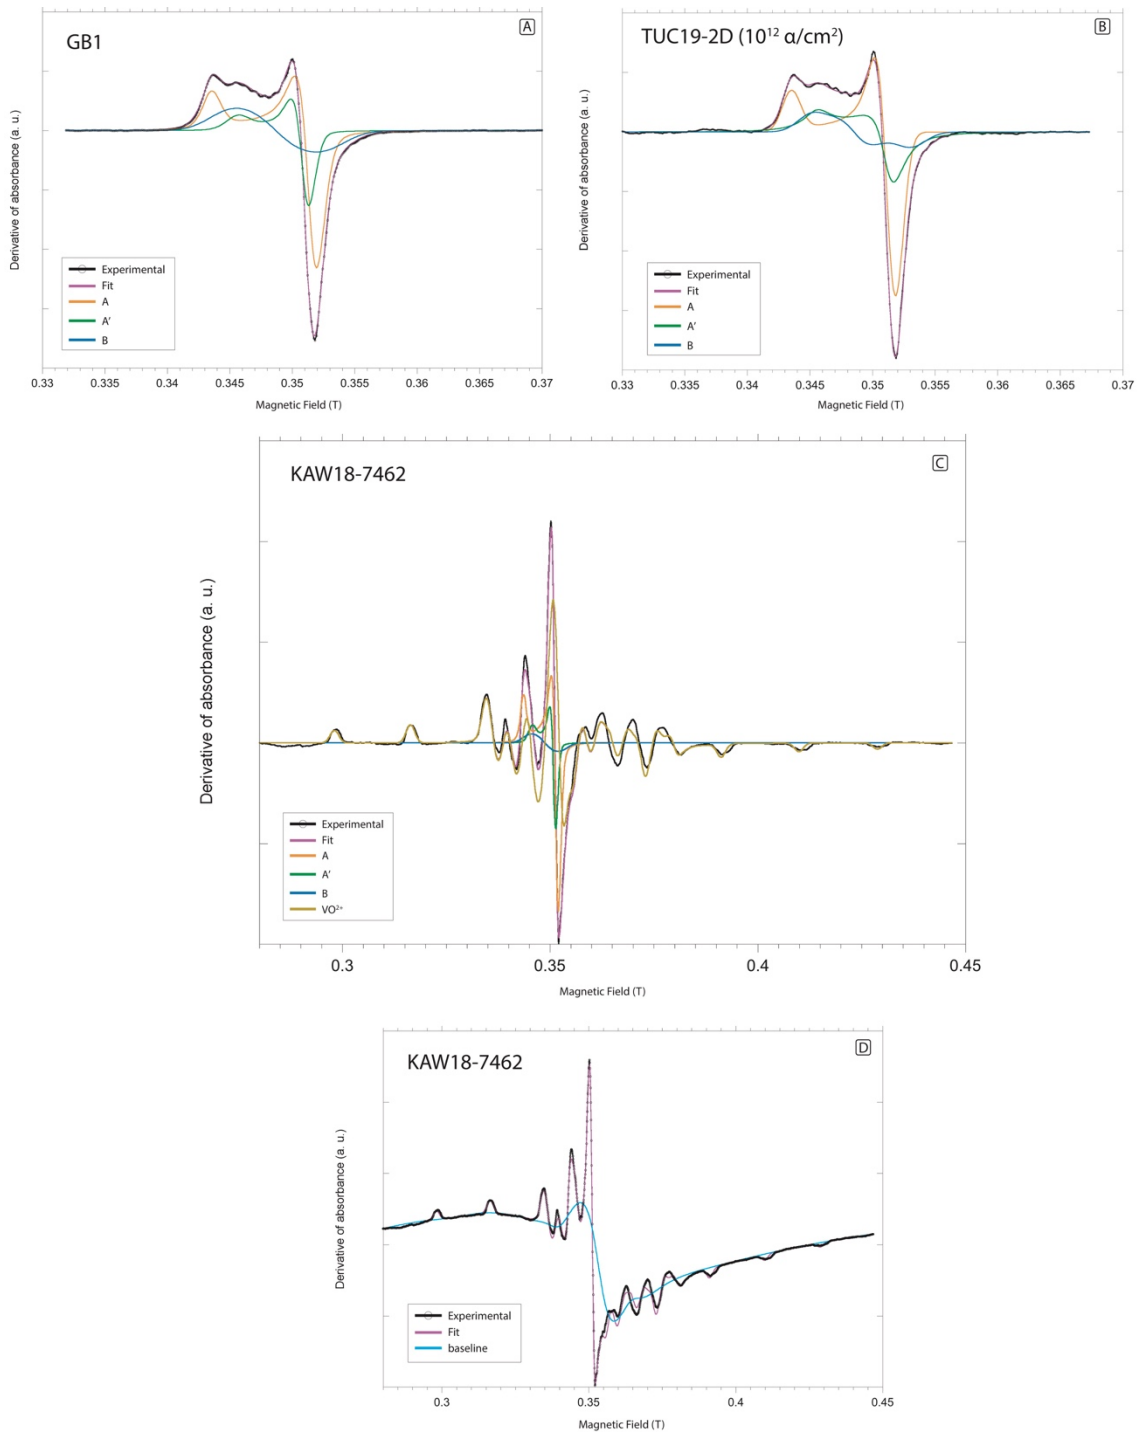 A
GB1
Derivative of absorbance (a. u.)
Experimental
Fit
A
A′
B
0.33 0.335 0.34 0.345 0.35 0.355 0.36 0.365 0.37
Magnetic Field (T)
B
TUC19-2D (10¹² α/cm²)
Derivative of absorbance (a. u.)
Experimental
Fit
A
A′
B
0.33 0.335 0.34 0.345 0.35 0.355 0.36 0.365 0.37
Magnetic Field (T)
C
KAW18-7462
Derivative of absorbance (a. u.)
Experimental
Fit
A
A′
B
VO²⁺
0.3 0.35 0.4 0.45
Magnetic Field (T)
D
KAW18-7462
Derivative of absorbance (a. u.)
Experimental
Fit
baseline
0.3 0.35 0.4 0.45
Magnetic Field (T)